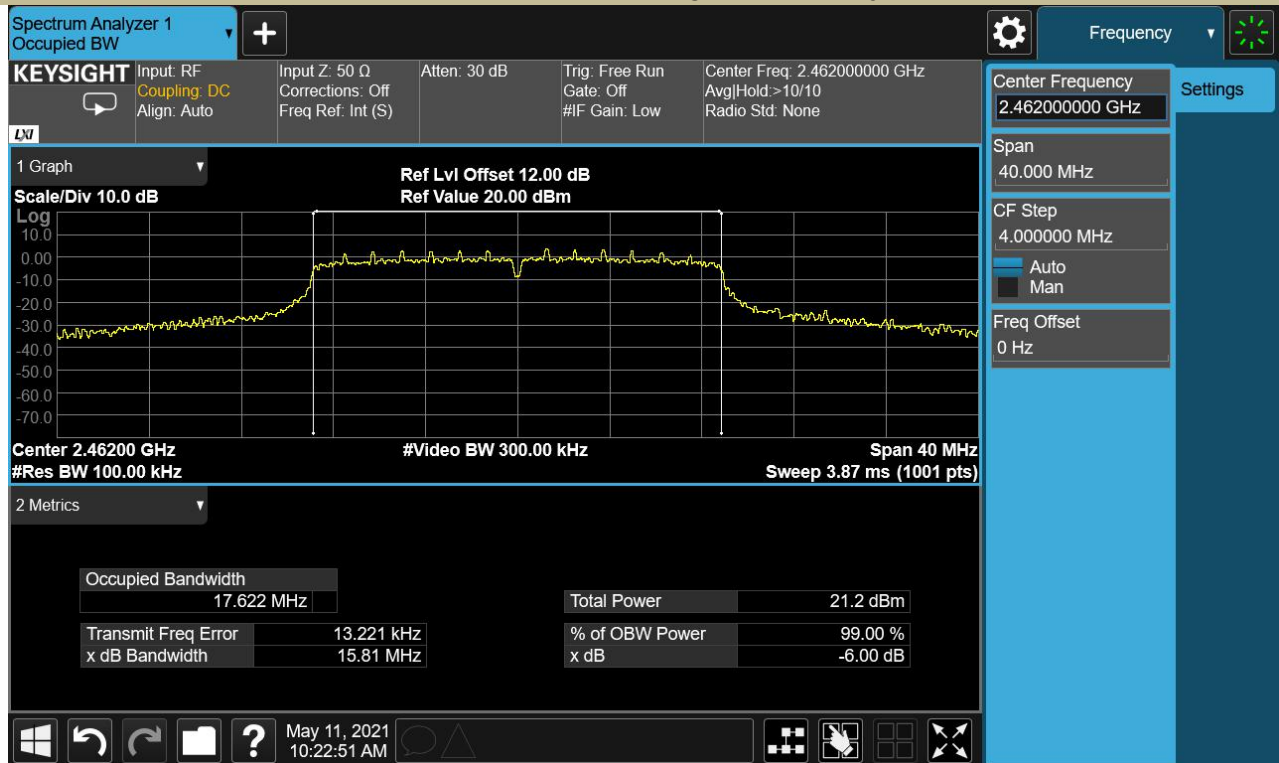 Spectrum Analyzer 1
Occupied BW
+
Frequency
KEYSIGHT
LXI
Input: RF
Coupling: DC
Align: Auto
Input Z: 50 Ω
Corrections: Off
Freq Ref: Int (S)
Atten: 30 dB
Trig: Free Run
Gate: Off
#IF Gain: Low
Center Freq: 2.462000000 GHz
Avg|Hold:>10/10
Radio Std: None
Center Frequency
2.462000000 GHz
Settings
Span
40.000 MHz
CF Step
4.000000 MHz
Auto
Man
Freq Offset
0 Hz
1 Graph
Scale/Div 10.0 dB
Ref Lvl Offset 12.00 dB
Ref Value 20.00 dBm
Log
10.0
0.00
-10.0
-20.0
-30.0
-40.0
-50.0
-60.0
-70.0
Center 2.46200 GHz
#Video BW 300.00 kHz
Span 40 MHz
#Res BW 100.00 kHz
Sweep 3.87 ms (1001 pts)
2 Metrics
Occupied Bandwidth
17.622 MHz
Total Power 21.2 dBm
Transmit Freq Error 13.221 kHz
% of OBW Power 99.00 %
x dB Bandwidth 15.81 MHz
x dB -6.00 dB
?
May 11, 2021
10:22:51 AM